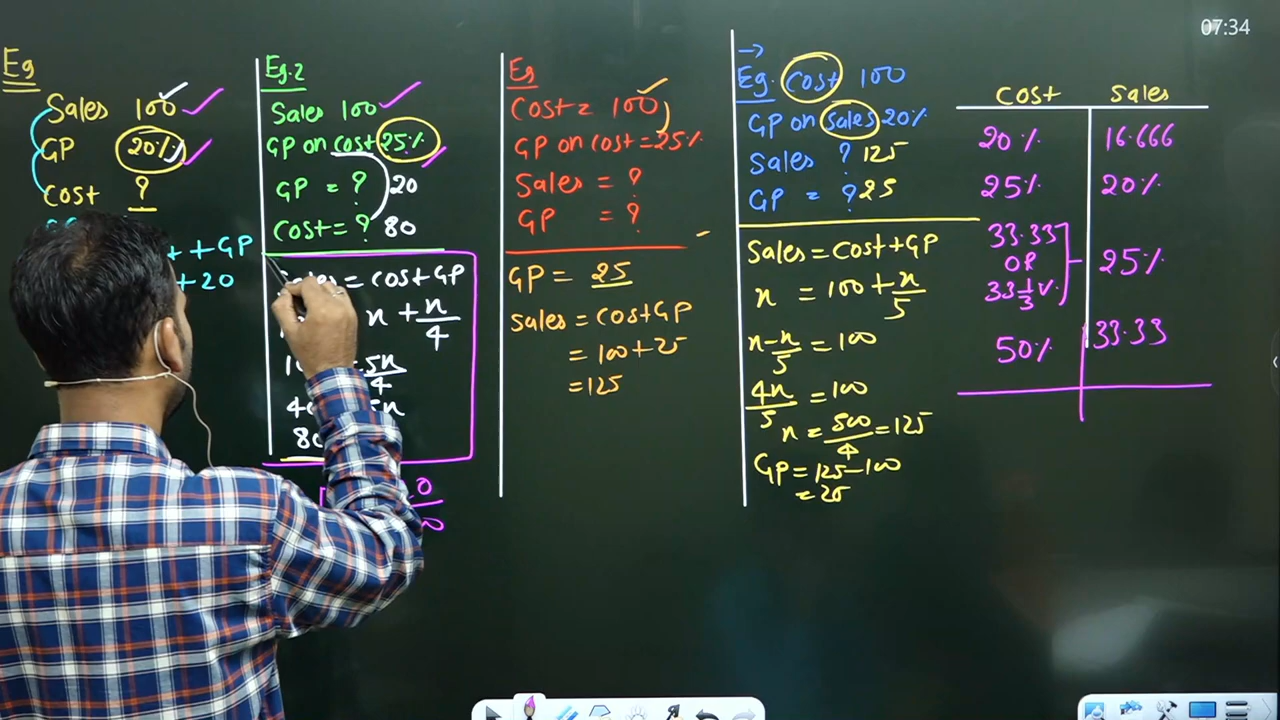 07:34
Eg
Sales 100
GP 20%
Cost ?
+ GP
+ 20
Eg.2
Sales 100
GP on cost 25%
GP = ? 20
Cost = ? 80
= cost + GP
n + n/4
5n/4
80
Eg
Cost = 100
GP on cost = 25%
Sales = ?
GP = ?
GP = 25
Sales = Cost + GP
= 100 + 25
= 125
→
Eg. Cost 100
GP on Sales 20%
Sales ? 125
GP = ? 25
Sales = Cost + GP
n = 100 + n/5
n - n/5 = 100
4n/5 = 100
n = 500/4 = 125
GP = 125 - 100
= 25
Cost Sales
20% 16.666
25% 20%
33.33
OR
33 1/3 %. 25%
50% 33.33